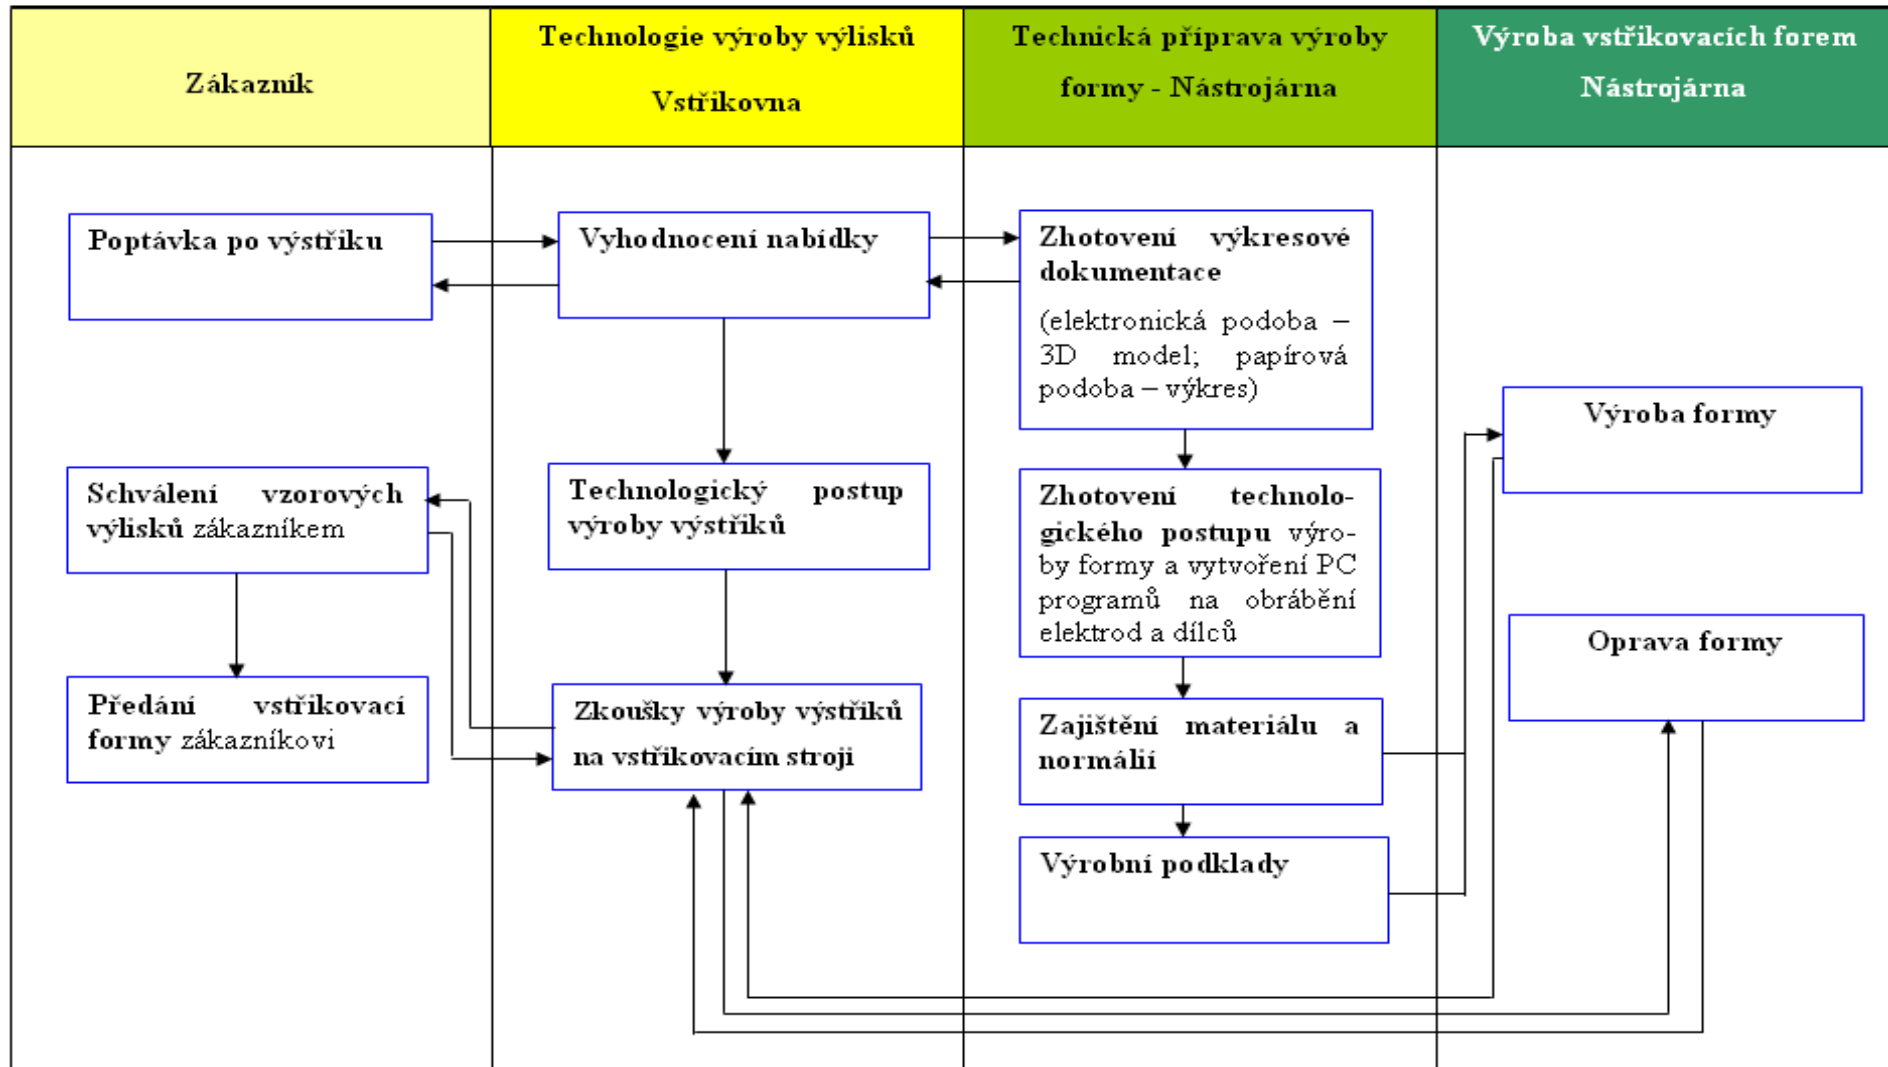 Zákazník
Technologie výroby výlisků
Vstřikovna
Technická příprava výroby
formy - Nástrojárna
Výroba vstřikovacích forem
Nástrojárna
Poptávka po výstřiku
Schválení vzorových
výlisků zákazníkem
Předání vstřikovací
formy zákazníkovi
Vyhodnocení nabídky
Technologický postup
výroby výstřiků
Zkoušky výroby výstřiků
na vstřikovacím stroji
Zhotovení výkresové
dokumentace
(elektronická podoba –
3D model; papírová
podoba – výkres)
Zhotovení technolo-
gického postupu výro-
by formy a vytvoření PC
programů na obrábění
elektrod a dílců
Zajištění materiálu a
normálií
Výrobní podklady
Výroba formy
Oprava formy